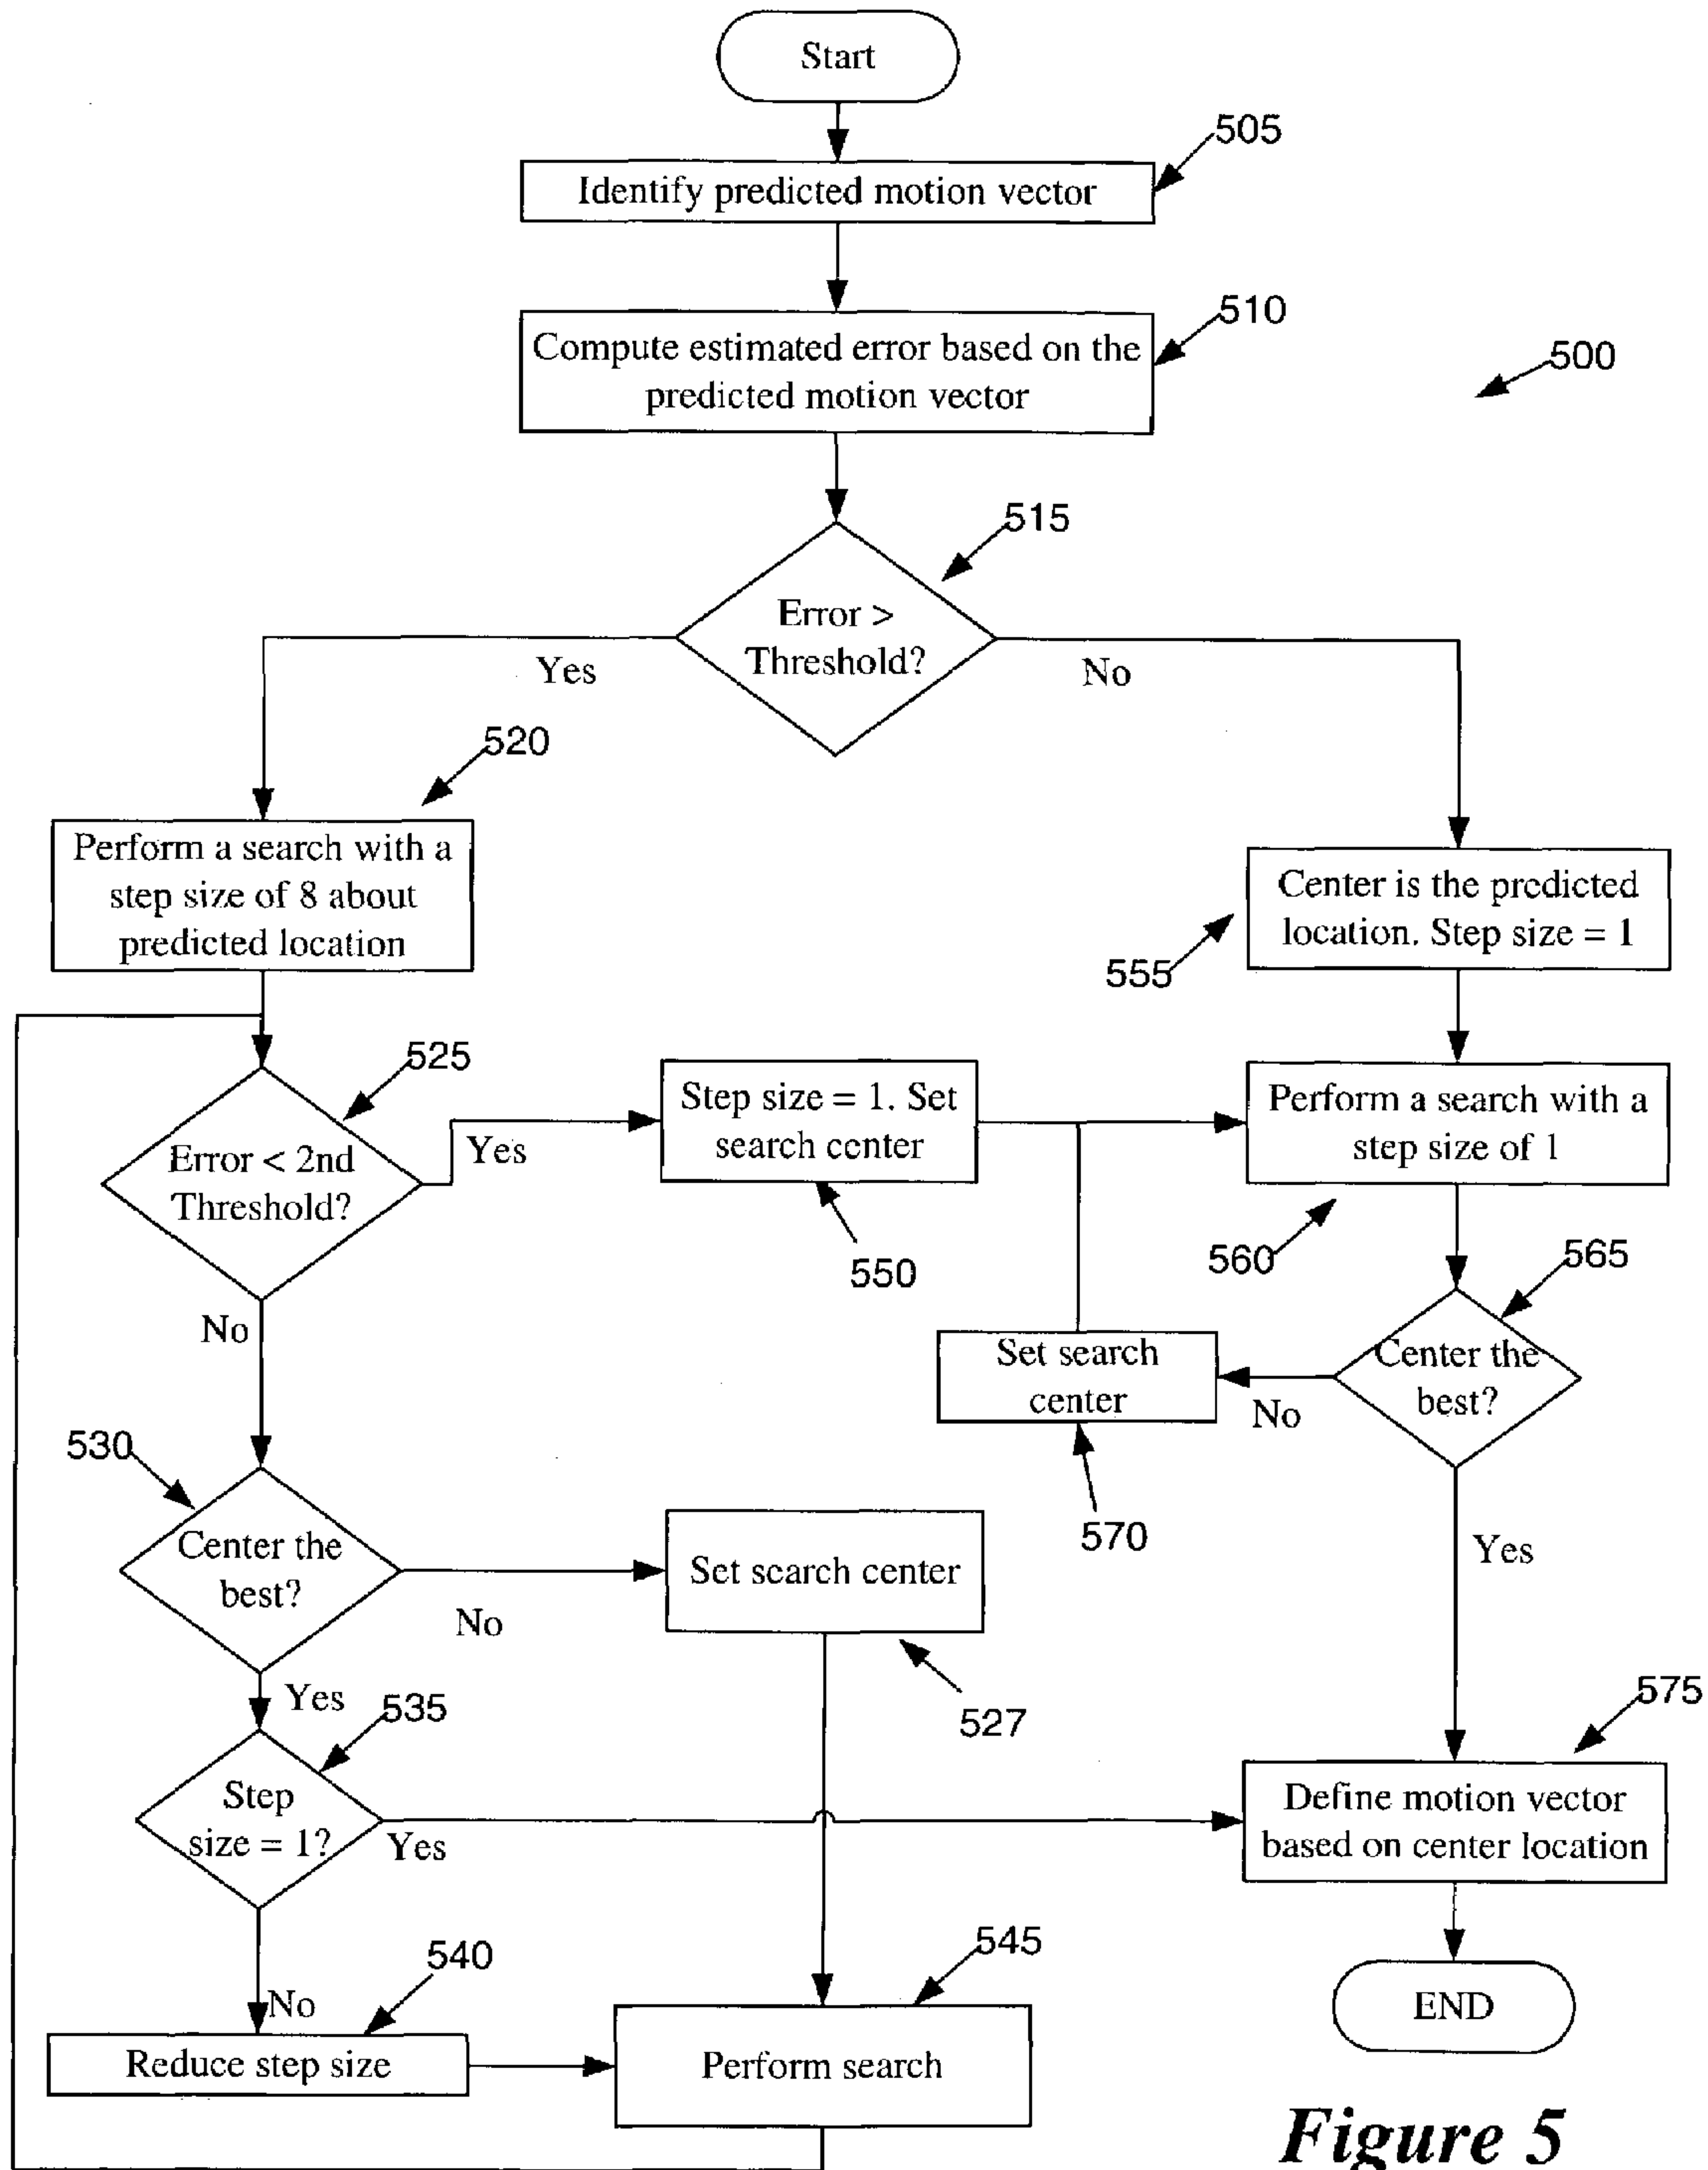 Start
505
Identify predicted motion vector
510
Compute estimated error based on the
predicted motion vector
500
515
Error >
Threshold?
Yes
No
520
Perform a search with a
step size of 8 about
predicted location
Center is the predicted
location. Step size = 1
555
525
Error < 2nd
Threshold?
Yes
No
Step size = 1. Set
search center
550
Perform a search with a
step size of 1
560
565
Center the
best?
No
Set search
center
570
Yes
530
Center the
best?
No
Set search center
527
Yes
535
Step
size = 1?
Yes
575
Define motion vector
based on center location
No
540
Reduce step size
545
Perform search
END
Figure 5